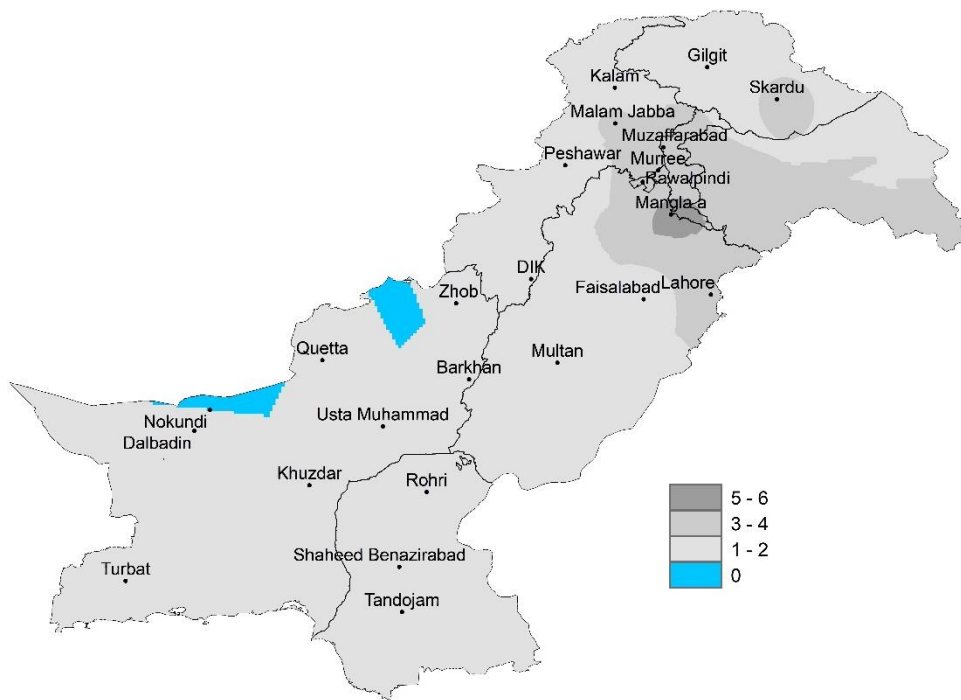 Gilgit
Kalam
Skardu
Malam Jabba
Muzaffarabad
Peshawar
Murree
Rawalpindi
Mangla a
DIK
Zhob
Faisalabad
Lahore
Quetta
Multan
Barkhan
Nokundi
Usta Muhammad
Dalbadin
Khuzdar
Rohri
5 - 6
3 - 4
1 - 2
0
Shaheed Benazirabad
Turbat
Tandojam